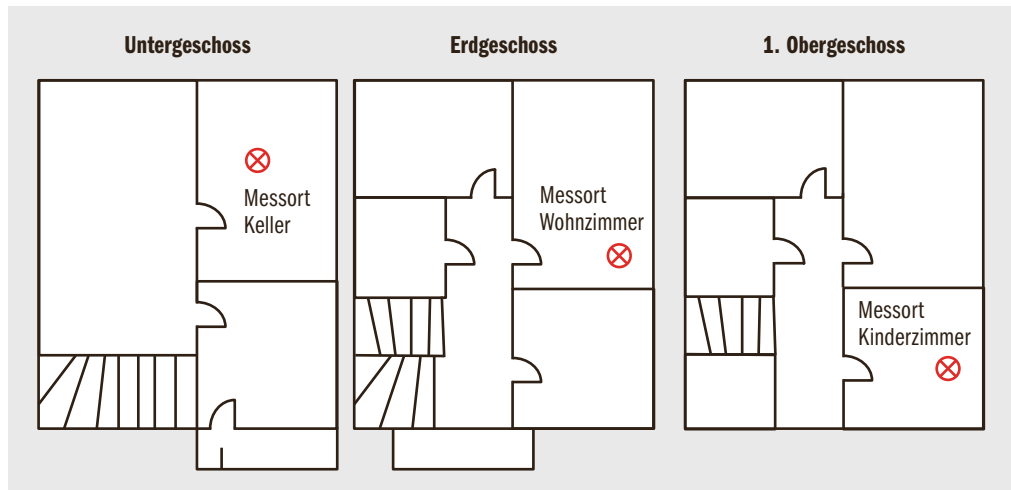 Untergeschoss
Erdgeschoss
1. Obergeschoss
Messort
Keller
Messort
Wohnzimmer
Messort
Kinderzimmer